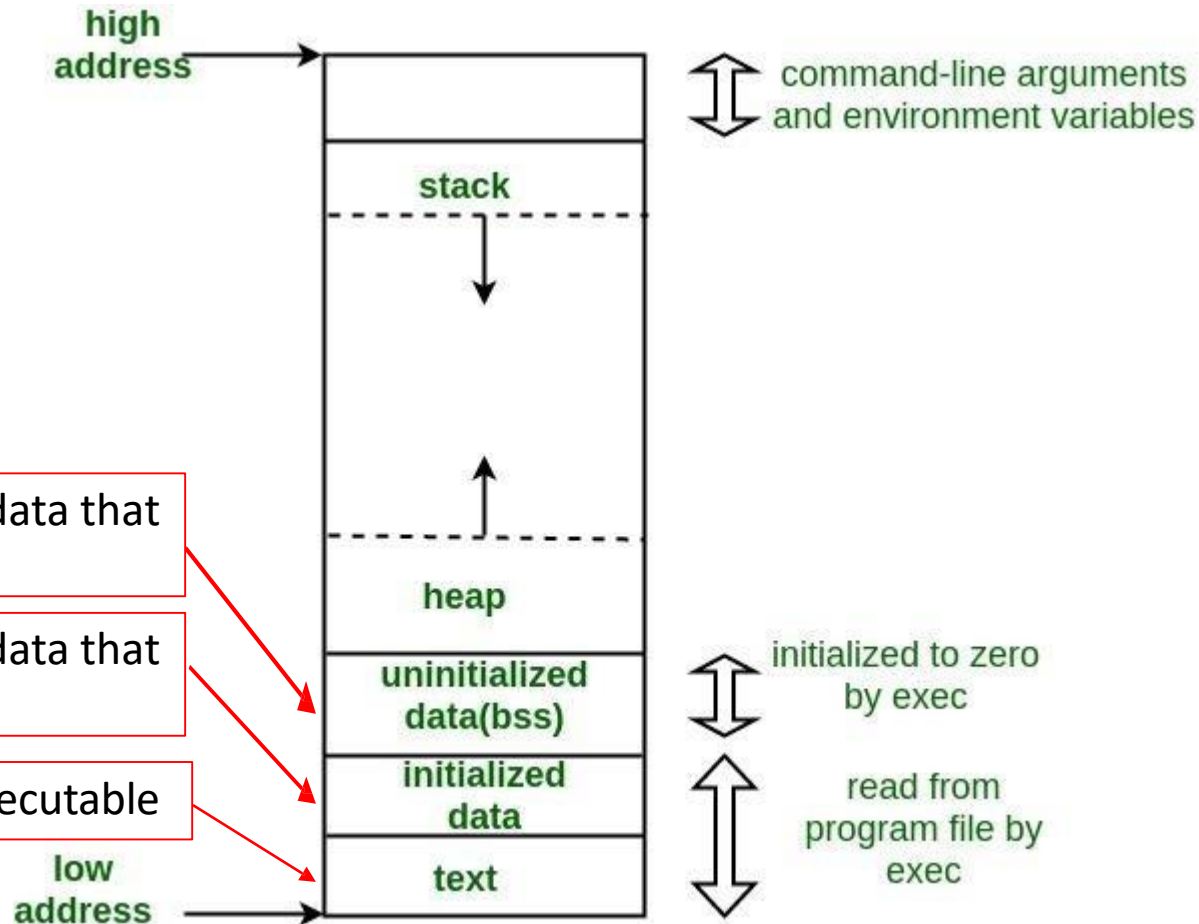 high
address
command-line arguments
and environment variables
stack
data that
heap
data that
uninitialized
data(bss)
initialized to zero
by exec
initialized
data
read from
program file by
exec
ecutable
low
address
text